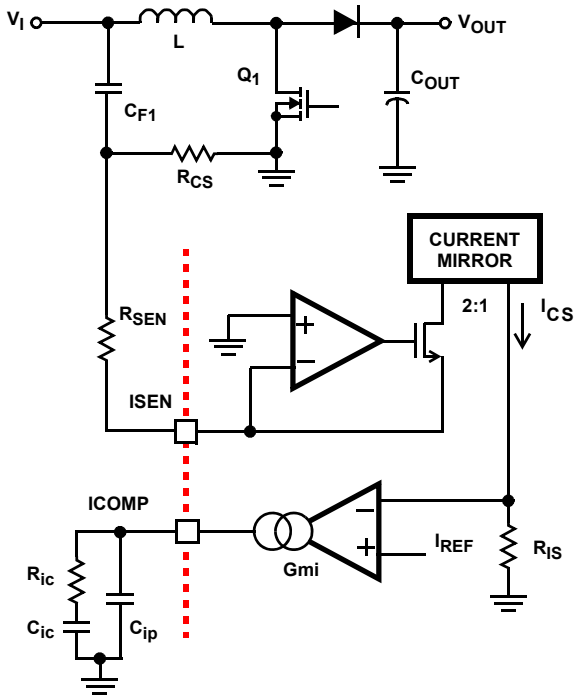 VI
L
VOUT
Q1
CF1
COUT
RCS
CURRENT
MIRROR
RSEN
2:1
ICS
+
−
ISEN
ICOMP
−
+
IREF
RIS
Gmi
Ric
Cic
Cip